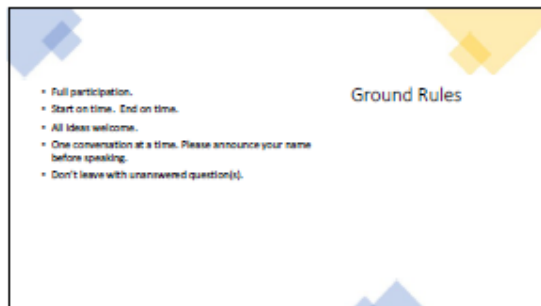 Ground Rules
• Full participation.
• Start on time.  End on time.
• All ideas welcome.
• One conversation at a time. Please announce your name
before speaking.
• Don't leave with unanswered question(s).